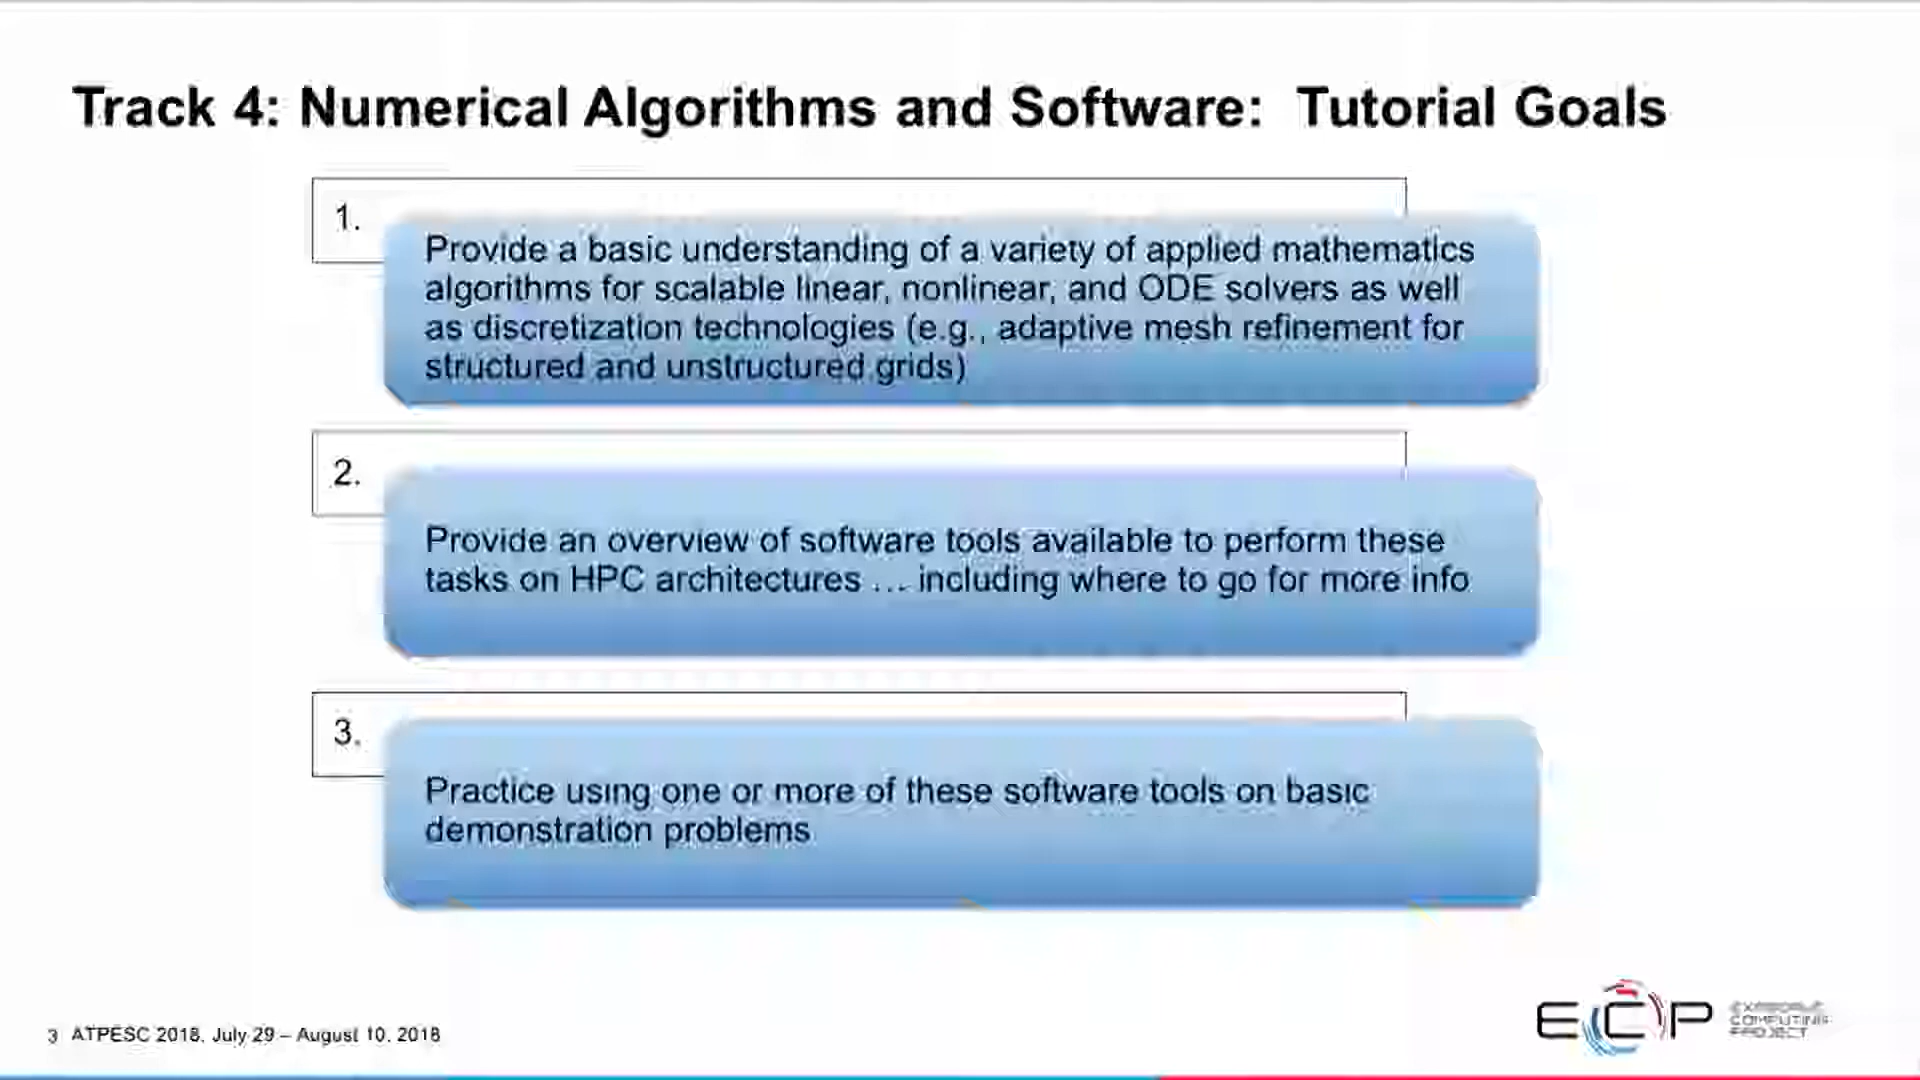 Track 4: Numerical Algorithms and Software: Tutorial Goals
1.
Provide a basic understanding of a variety of applied mathematics
algorithms for scalable linear, nonlinear, and ODE solvers as well
as discretization technologies (e.g., adaptive mesh refinement for
structured and unstructured grids)
2.
Provide an overview of software tools available to perform these
tasks on HPC architectures … including where to go for more info
3.
Practice using one or more of these software tools on basic
demonstration problems
3 ATPESC 2018, July 29 – August 10, 2018
ECP
EXASCALE
COMPUTING
PROJECT